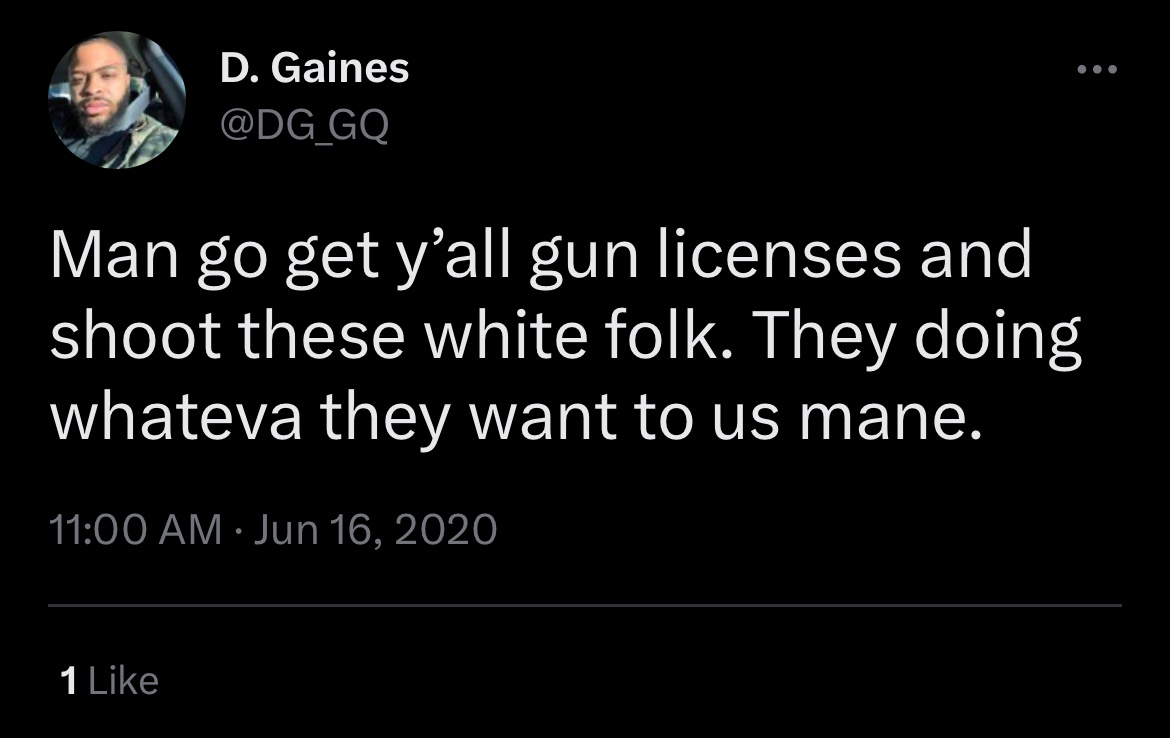 D. Gaines
@DG_GQ
Man go get y’all gun licenses and
shoot these white folk. They doing
whateva they want to us mane.
11:00 AM · Jun 16, 2020
1 Like